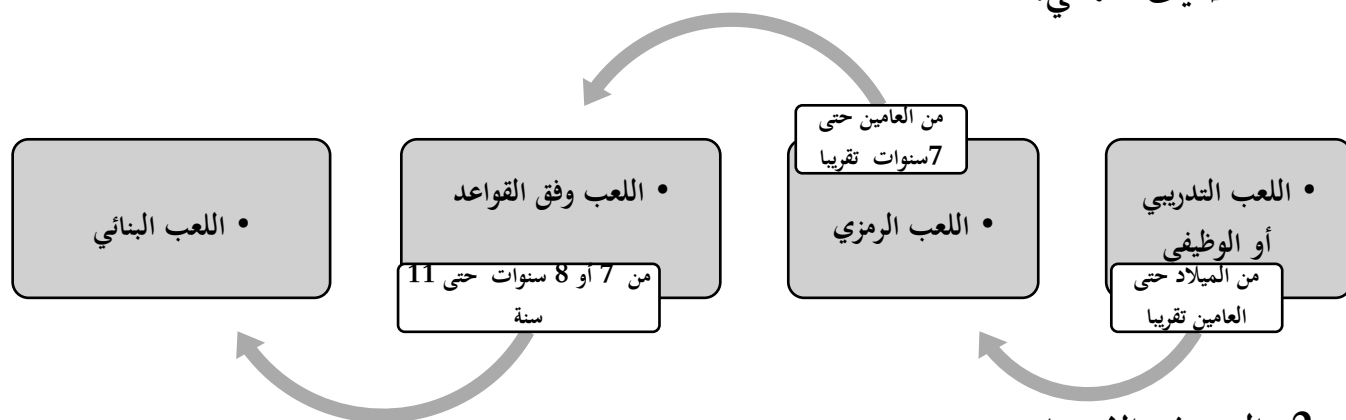 • اللعب التدريبي
أو الوظيفي
من الميلاد حتى
العامين تقريبا
من العامين حتى
7سنوات تقريبا
• اللعب الرمزي
• اللعب وفق القواعد
من 7 أو 8 سنوات حتى 11
سنة
• اللعب البنائي